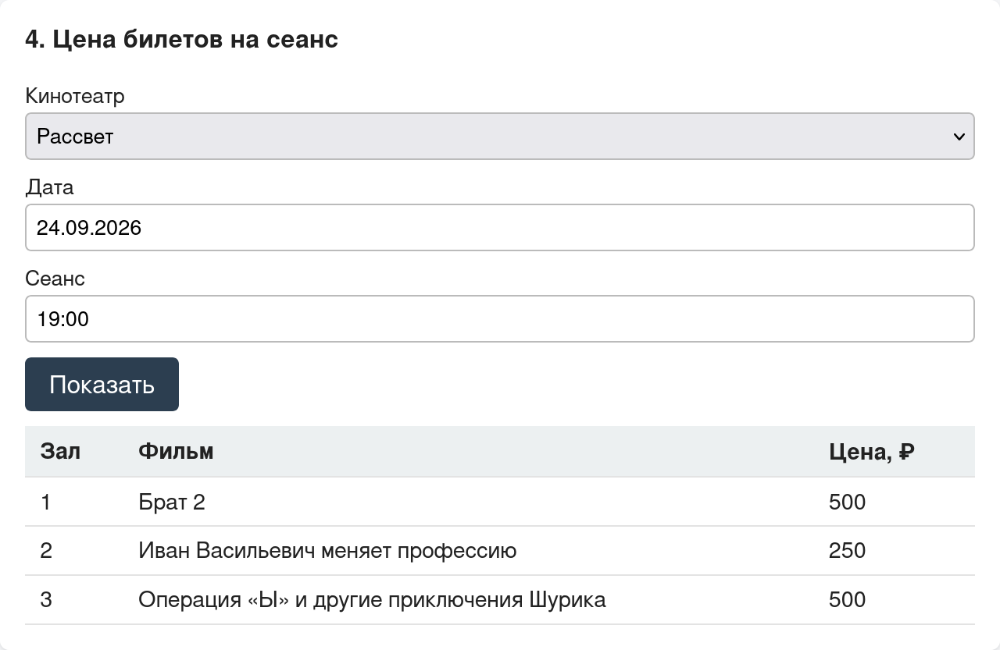 4. Цена билетов на сеанс
Кинотеатр
Рассвет
Дата
24.09.2026
Сеанс
19:00
Показать
Зал Фильм Цена, ₽
1 Брат 2 500
2 Иван Васильевич меняет профессию 250
3 Операция «Ы» и другие приключения Шурика 500